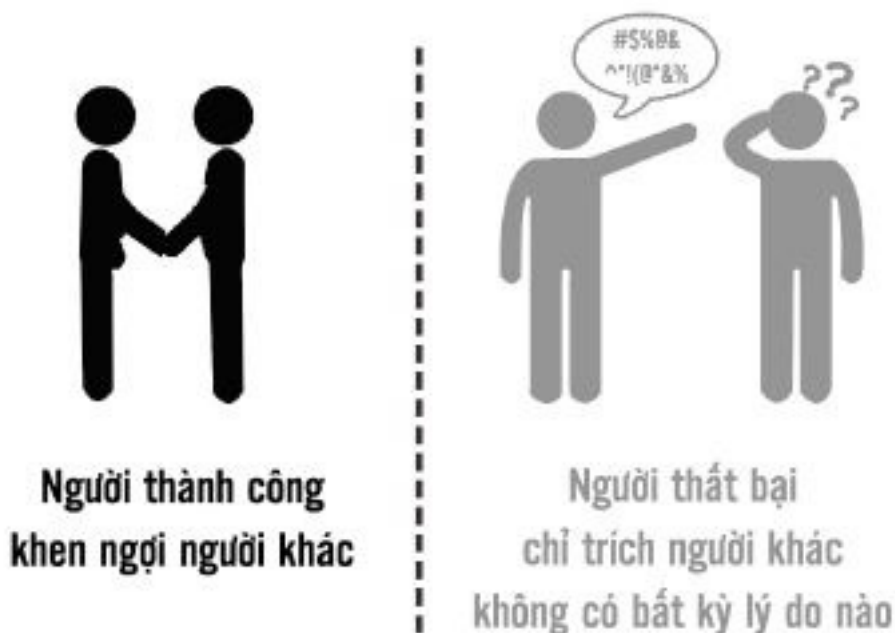 #$%@&
^*!(@*&%
???
Người thành công
khen ngợi người khác
Người thất bại
chỉ trích người khác
không có bất kỳ lý do nào